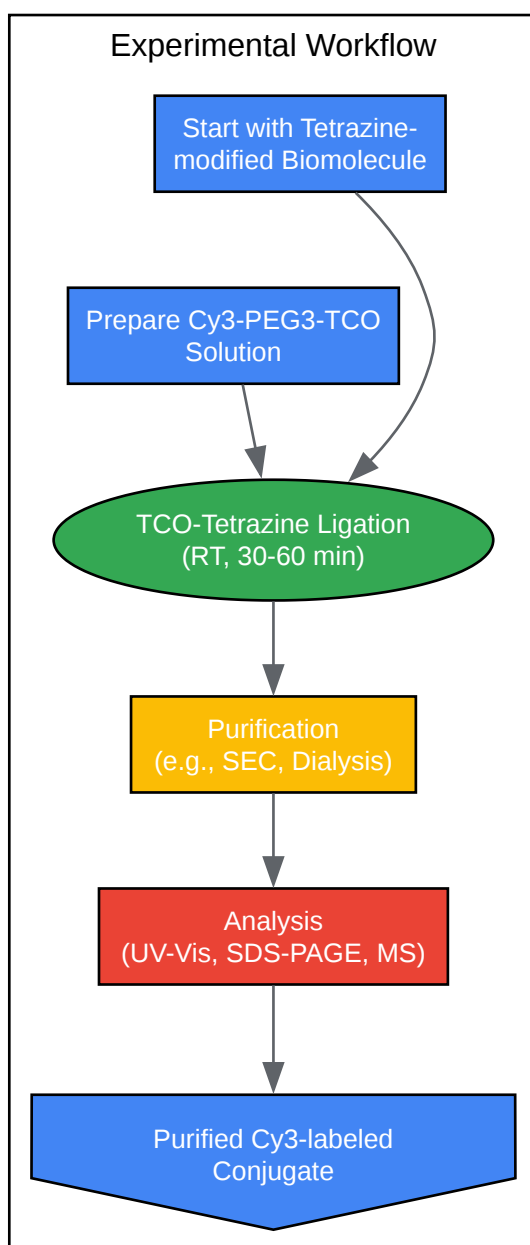 Experimental Workflow
Start with Tetrazine-
modified Biomolecule
Prepare Cy3-PEG3-TCO
Solution
TCO-Tetrazine Ligation
(RT, 30-60 min)
Purification
(e.g., SEC, Dialysis)
Analysis
(UV-Vis, SDS-PAGE, MS)
Purified Cy3-labeled
Conjugate